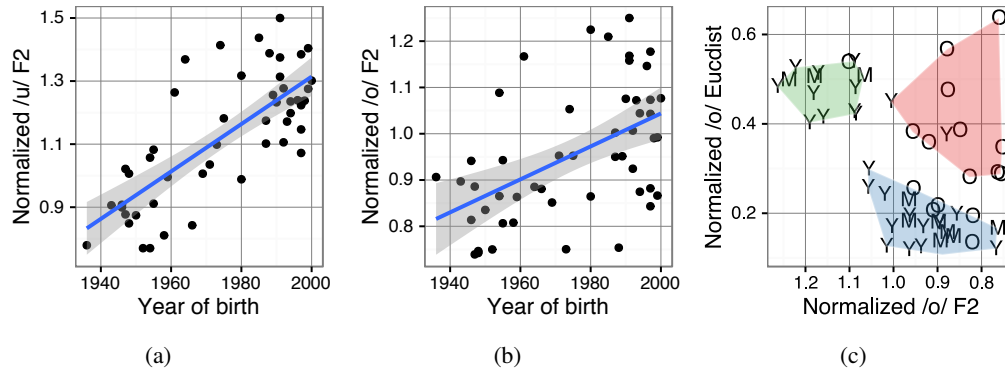 Normalized /u/ F2
1.5
1.3
1.1
0.9
1940 1960 1980 2000
Year of birth
(a)
Normalized /o/ F2
1.2
1.1
1.0
0.9
0.8
1940 1960 1980 2000
Year of birth
(b)
Normalized /o/ Eucdist
0.6
0.4
0.2
1.2 1.1 1.0 0.9 0.8
Normalized /o/ F2
(c)